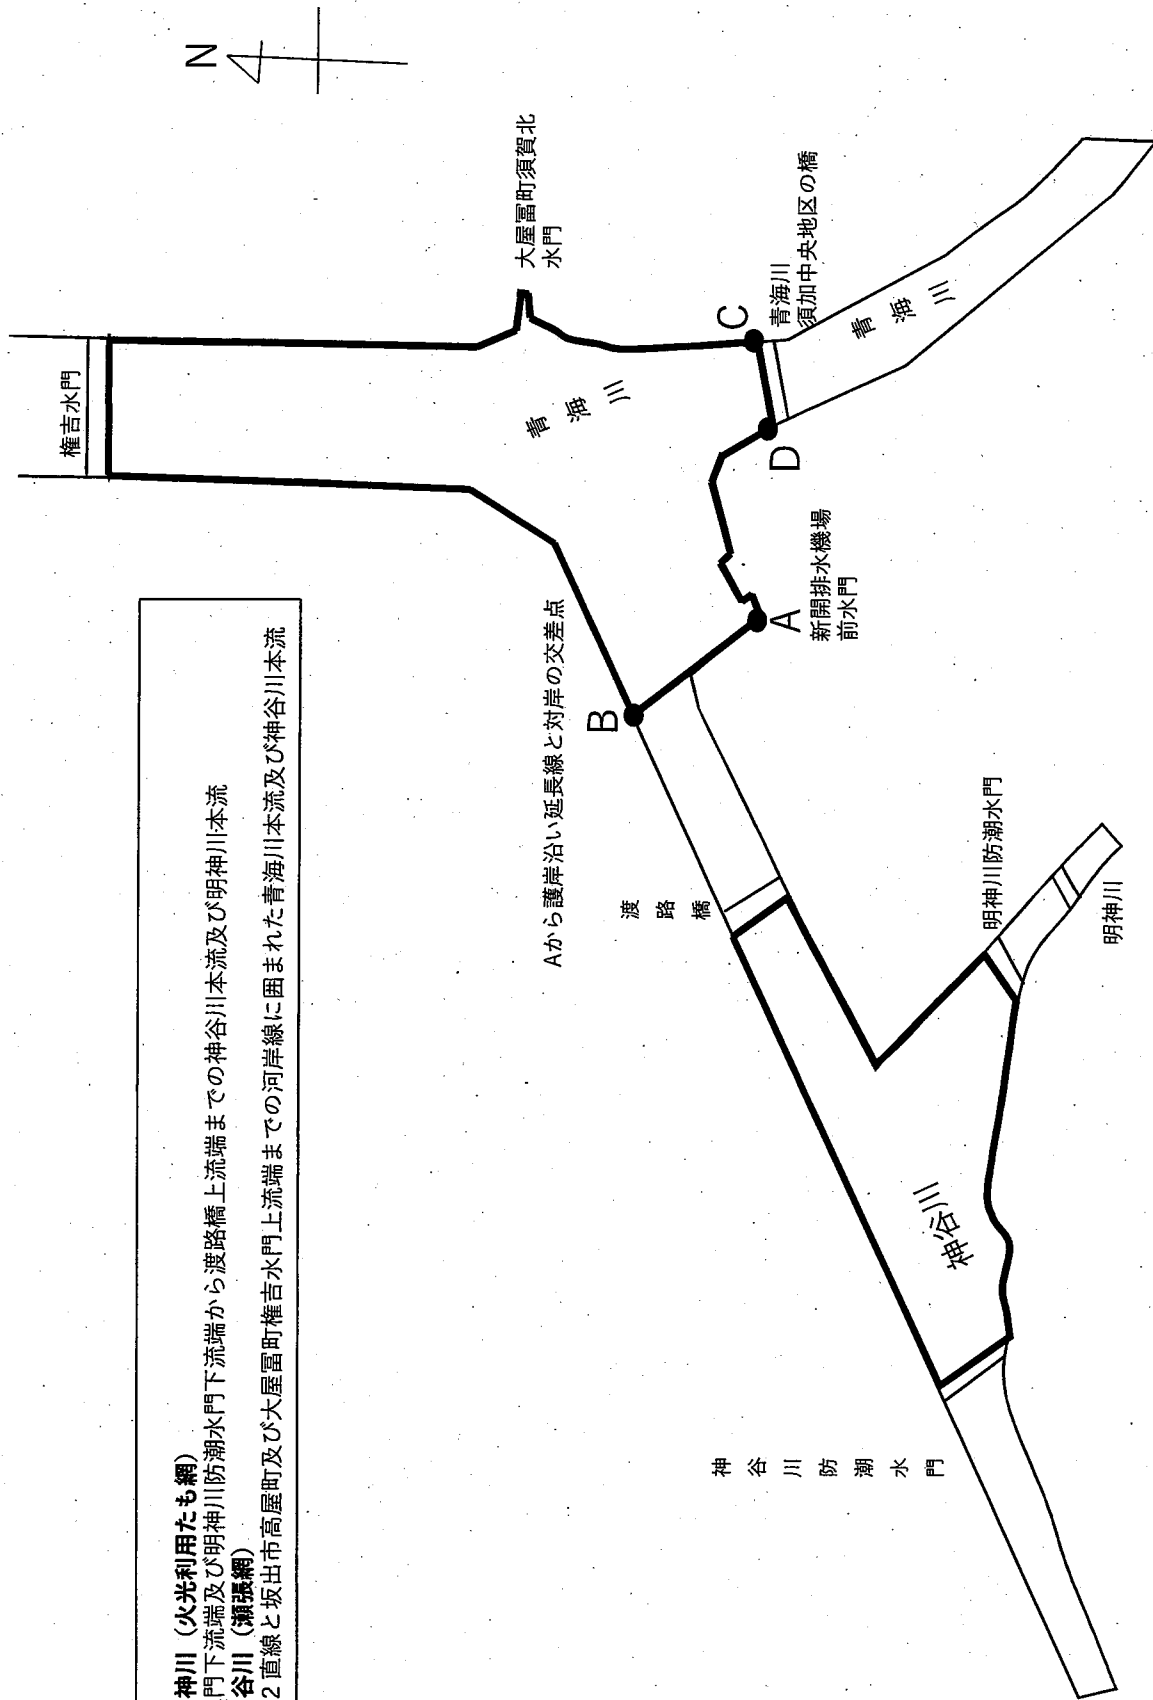 神川（火光利用たも網）
門下流端及び明神川防潮水門下流端から渡路橋上流端までの神谷川本流及び明神川本流
谷川（瀬張網）
2直線と坂出市高屋町及び大屋冨町権吉水門上流端までの河岸線に囲まれた青海川本流及び神谷川本流
N
権吉水門
大屋冨町須賀北
水門
青海川
C
青海川
須加中央地区の橋
青海川
D
A
新開排水機場
前水門
B
Aから護岸沿い延長線と対岸の交差点
渡路橋
明神川防潮水門
明神川
神谷川
神谷川防潮水門